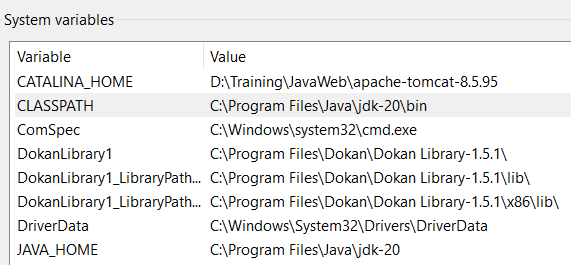 System variables
Variable Value
CATALINA_HOME D:\Training\JavaWeb\apache-tomcat-8.5.95
CLASSPATH C:\Program Files\Java\jdk-20\bin
ComSpec C:\Windows\system32\cmd.exe
DokanLibrary1 C:\Program Files\Dokan\Dokan Library-1.5.1\
DokanLibrary1_LibraryPath... C:\Program Files\Dokan\Dokan Library-1.5.1\lib\
DokanLibrary1_LibraryPath... C:\Program Files\Dokan\Dokan Library-1.5.1\x86\lib\
DriverData C:\Windows\System32\Drivers\DriverData
JAVA_HOME C:\Program Files\Java\jdk-20